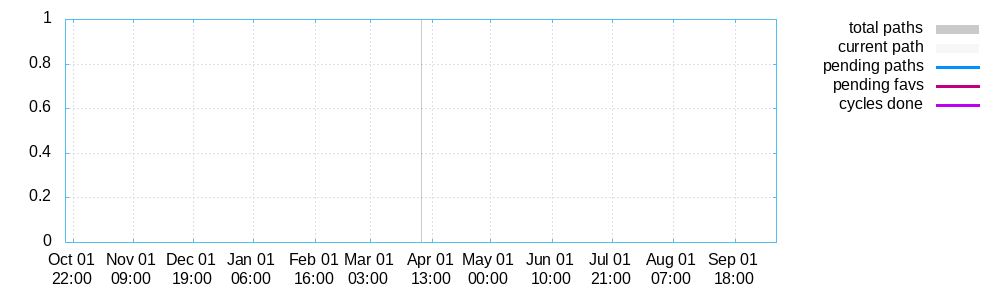 1
0.8
0.6
0.4
0.2
0
Oct 01 Nov 01 Dec 01 Jan 01 Feb 01 Mar 01 Apr 01 May 01 Jun 01 Jul 01 Aug 01 Sep 01
22:00 09:00 19:00 06:00 16:00 03:00 13:00 00:00 10:00 21:00 07:00 18:00
total paths
current path
pending paths
pending favs
cycles done